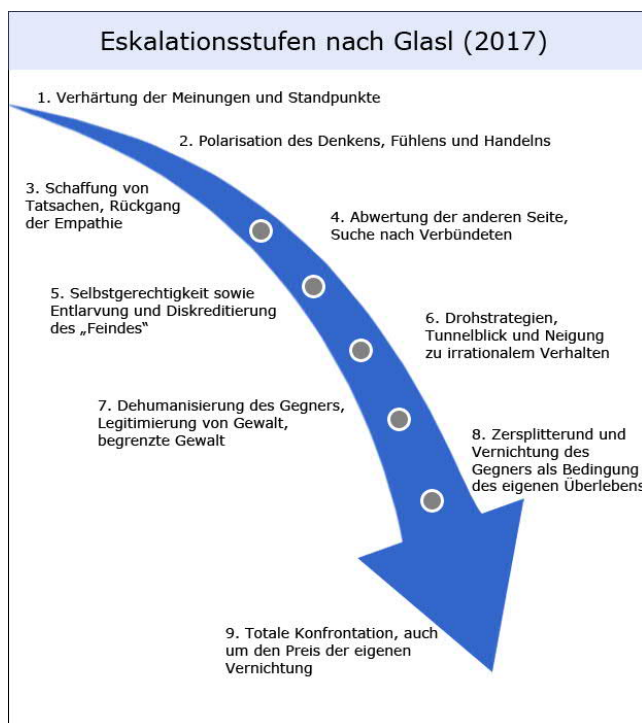 Eskalationsstufen nach Glasl (2017)
1. Verhärtung der Meinungen und Standpunkte
2. Polarisation des Denkens, Fühlens und Handelns
3. Schaffung von
Tatsachen, Rückgang
der Empathie
4. Abwertung der anderen Seite,
Suche nach Verbündeten
5. Selbstgerechtigkeit sowie
Entlarvung und Diskreditierung
des „Feindes“
6. Drohstrategien,
Tunnelblick und Neigung
zu irrationalem Verhalten
7. Dehumanisierung des Gegners,
Legitimierung von Gewalt,
begrenzte Gewalt
8. Zersplitterund und
Vernichtung des
Gegners als Bedingung
des eigenen Überlebens
9. Totale Konfrontation, auch
um den Preis der eigenen
Vernichtung